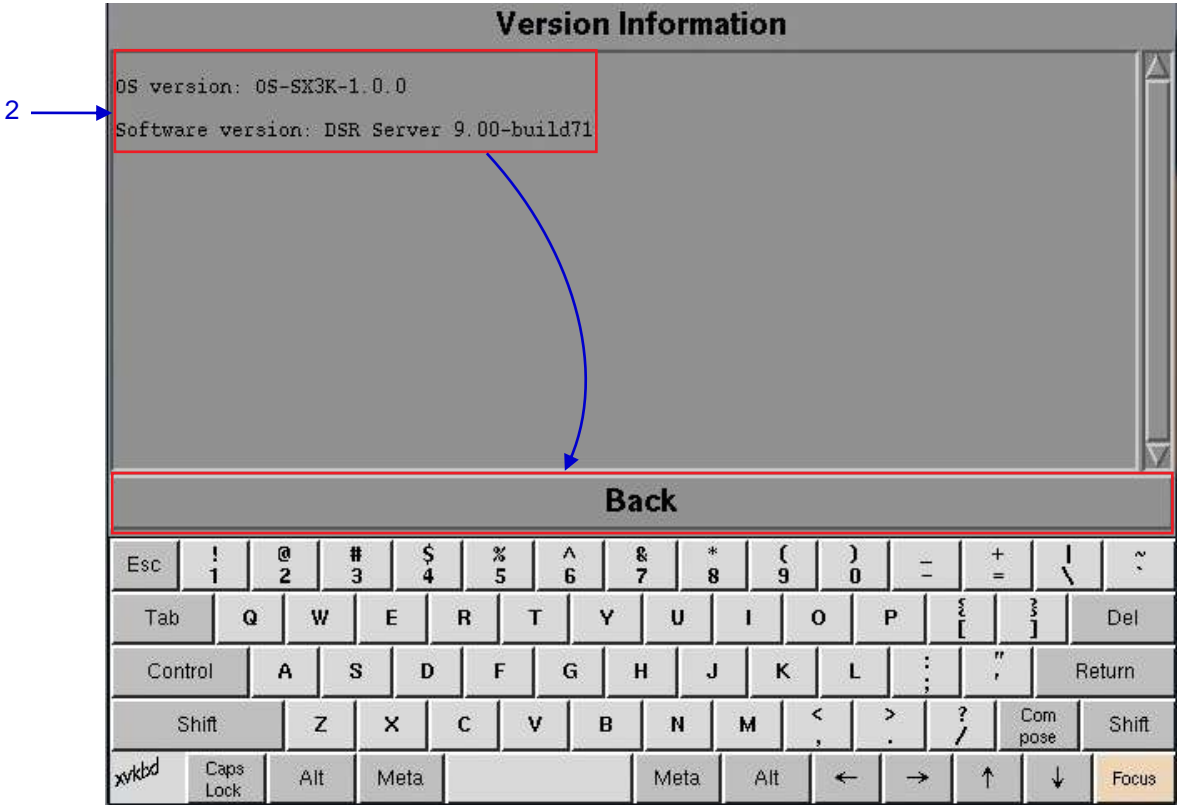 Version Information
OS version: OS-SX3K-1.0.0
2
Software version: DSR Server 9.00-build71
Back
Esc ! 1 @ 2 # 3 $ 4 % 5 ^ 6 & 7 * 8 ( 9 ) 0 _ - + = | \ ~ `
Tab Q W E R T Y U I O P { [ } ] Del
Control A S D F G H J K L : ; " ' Return
Shift Z X C V B N M < , > . ? / Com pose Shift
xvkbd Caps Lock Alt Meta Meta Alt ← → ↑ ↓ Focus